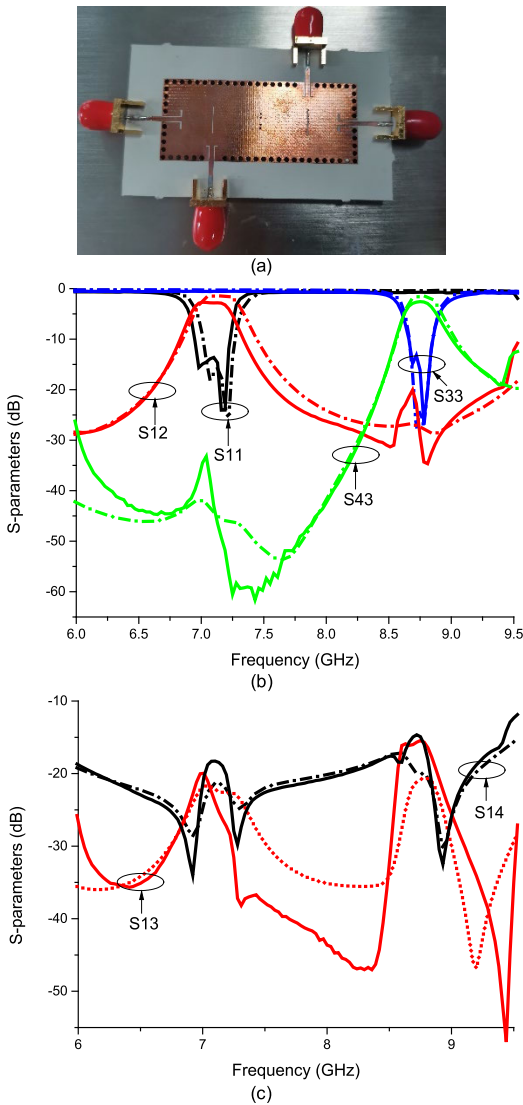 (a)
0
-10
-20
-30
-40
-50
-60
S-parameters (dB)
S12
S11
S33
S43
6.0 6.5 7.0 7.5 8.0 8.5 9.0 9.5
Frequency (GHz)
(b)
-10
-20
-30
-40
-50
S-parameters (dB)
S14
S13
6 7 8 9
Frequency (GHz)
(c)